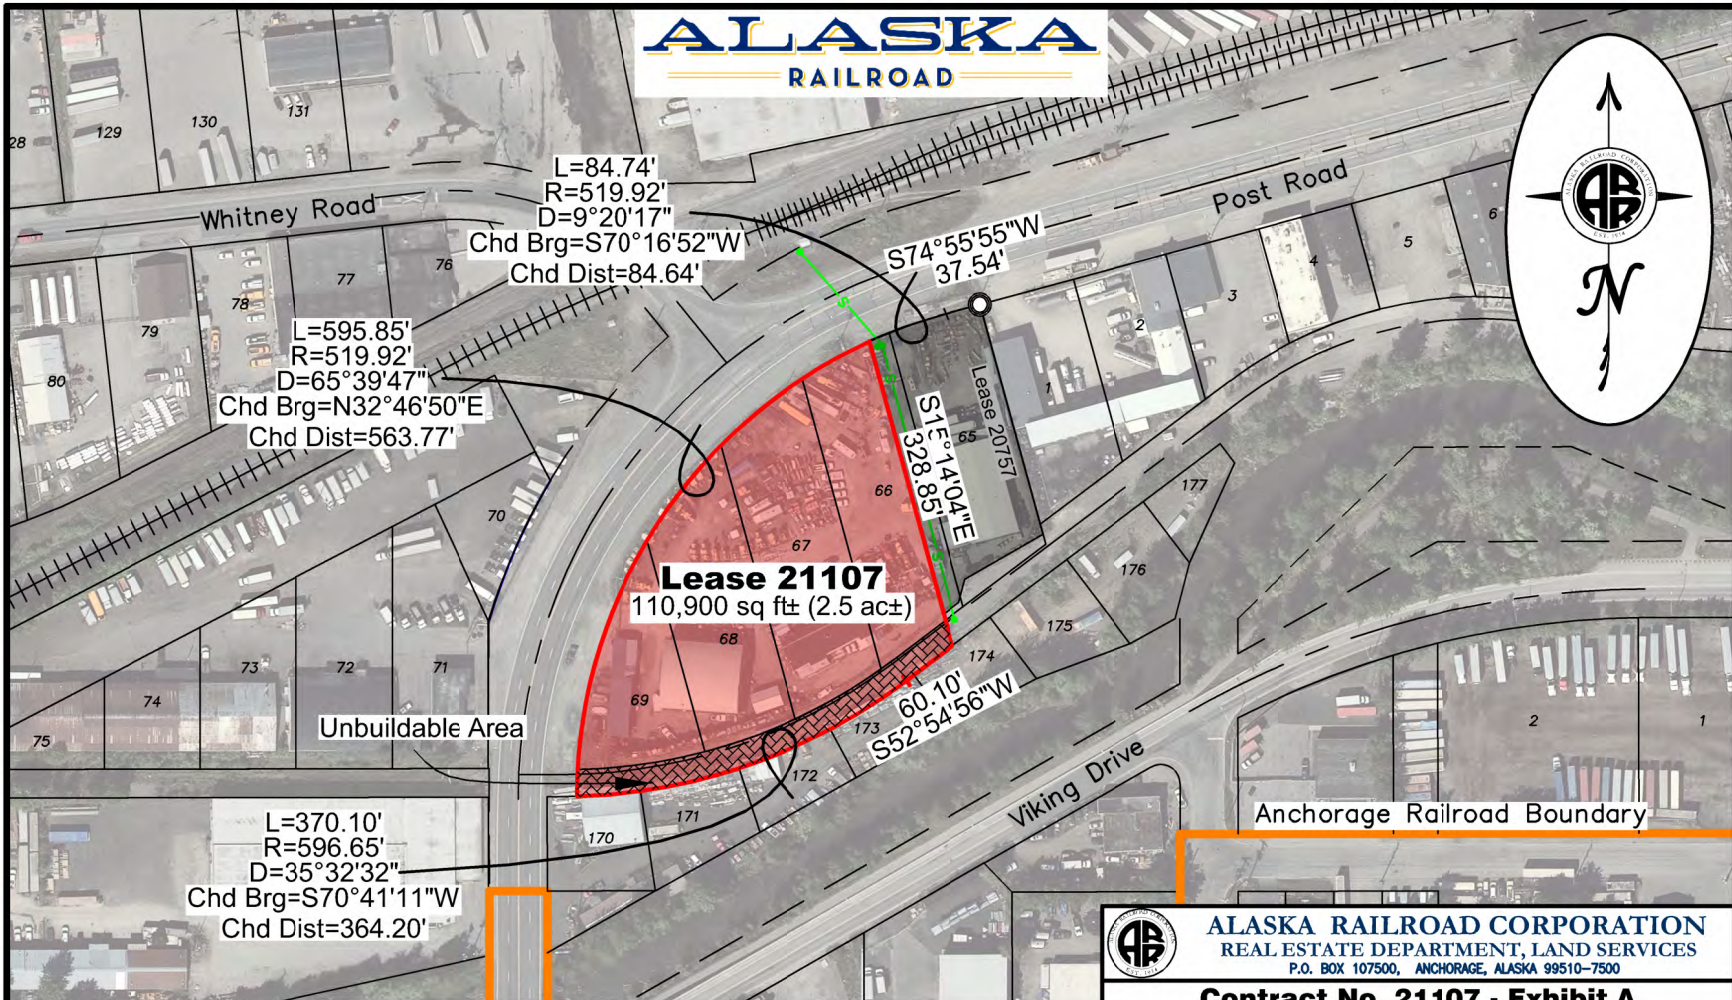 ALASKA
RAILROAD
28
129
130
131
L=84.74'
R=519.92'
D=9°20'17"
Chd Brg=S70°16'52"W
Chd Dist=84.64'
Whitney Road
Post Road
S74°55'55"W
37.54'
N
76
77
78
79
80
1
2
3
4
5
6
L=595.85'
R=519.92'
D=65°39'47"
Chd Brg=N32°46'50"E
Chd Dist=563.77'
S
S
S
Lease 20757
65
S15°14'04"E
328.85'
66
67
68
69
70
71
72
73
74
75
Lease 21107
110,900 sq ft± (2.5 ac±)
177
176
175
174
173
172
171
170
60.10'
S52°54'56"W
Unbuildable Area
Viking Drive
2
1
Anchorage Railroad Boundary
L=370.10'
R=596.65'
D=35°32'32"
Chd Brg=S70°41'11"W
Chd Dist=364.20'
ALASKA RAILROAD CORPORATION
REAL ESTATE DEPARTMENT, LAND SERVICES
P.O. BOX 107500, ANCHORAGE, ALASKA 99510-7500
Contract No. 21107 - Exhibit A